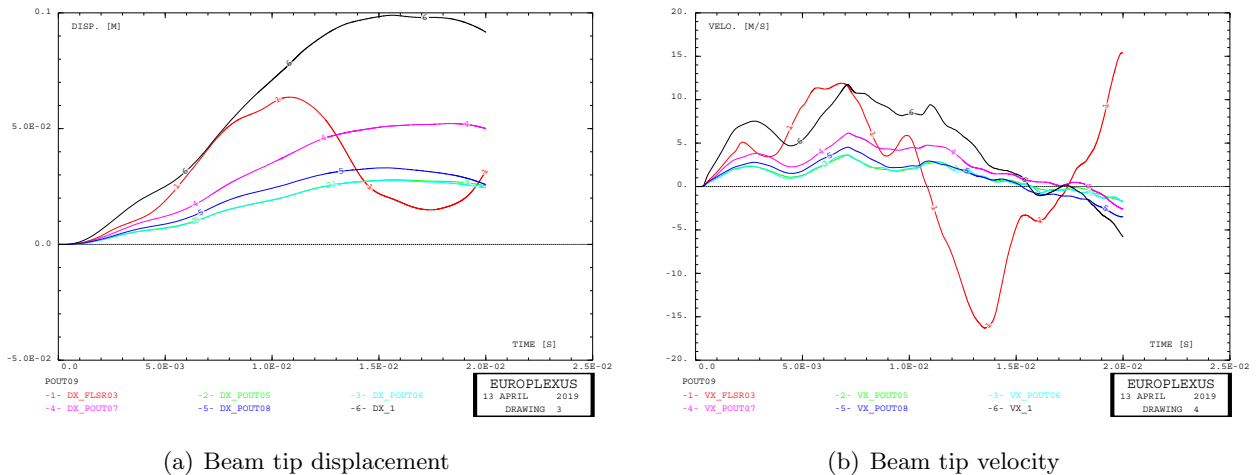 DISP. [M]
0.1
5.0E-02
0.0
-5.0E-02
TIME [S]
0.0 5.0E-03 1.0E-02 1.5E-02 2.0E-02 2.5E-02
POUT09
-1- DX_FLSR03 -2- DX_POUT05 -3- DX_POUT06
-4- DX_POUT07 -5- DX_POUT08 -6- DX_1
EUROPLEXUS
13 APRIL 2019
DRAWING 3
(a) Beam tip displacement
VELO. [M/S]
20.
15.
10.
5.
0.
-5.
-10.
-15.
-20.
TIME [S]
0.0 5.0E-03 1.0E-02 1.5E-02 2.0E-02 2.5E-02
POUT09
-1- VX_FLSR03 -2- VX_POUT05 -3- VX_POUT06
-4- VX_POUT07 -5- VX_POUT08 -6- VX_1
EUROPLEXUS
13 APRIL 2019
DRAWING 4
(b) Beam tip velocity